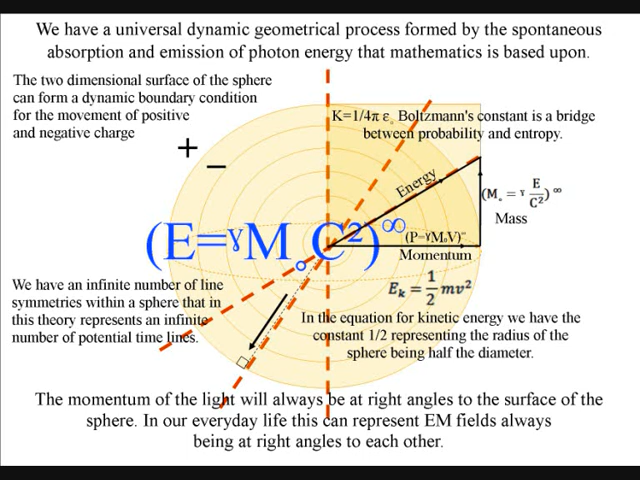 We have a universal dynamic geometrical process formed by the spontaneous
absorption and emission of photon energy that mathematics is based upon.
The two dimensional surface of the sphere
can form a dynamic boundary condition
for the movement of positive
and negative charge
+
−
K=1/4π ε. Boltzmann's constant is a bridge
between probability and entropy.
Energy
(M. = γ E/C²)∞
Mass
(E=γM.C²)∞
(P=γM.V)∞
Momentum
Eₖ = 1/2 mv²
We have an infinite number of line
symmetries within a sphere that in
this theory represents an infinite
number of potential time lines.
In the equation for kinetic energy we have the
constant 1/2 representing the radius of the
sphere being half the diameter.
The momentum of the light will always be at right angles to the surface of the
sphere. In our everyday life this can represent EM fields always
being at right angles to each other.